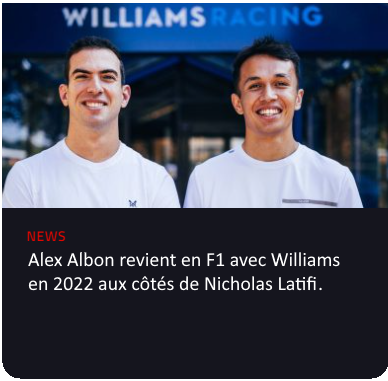 WILLIAMS RACING
NEWS
Alex Albon revient en F1 avec Williams
en 2022 aux côtés de Nicholas Latifi.